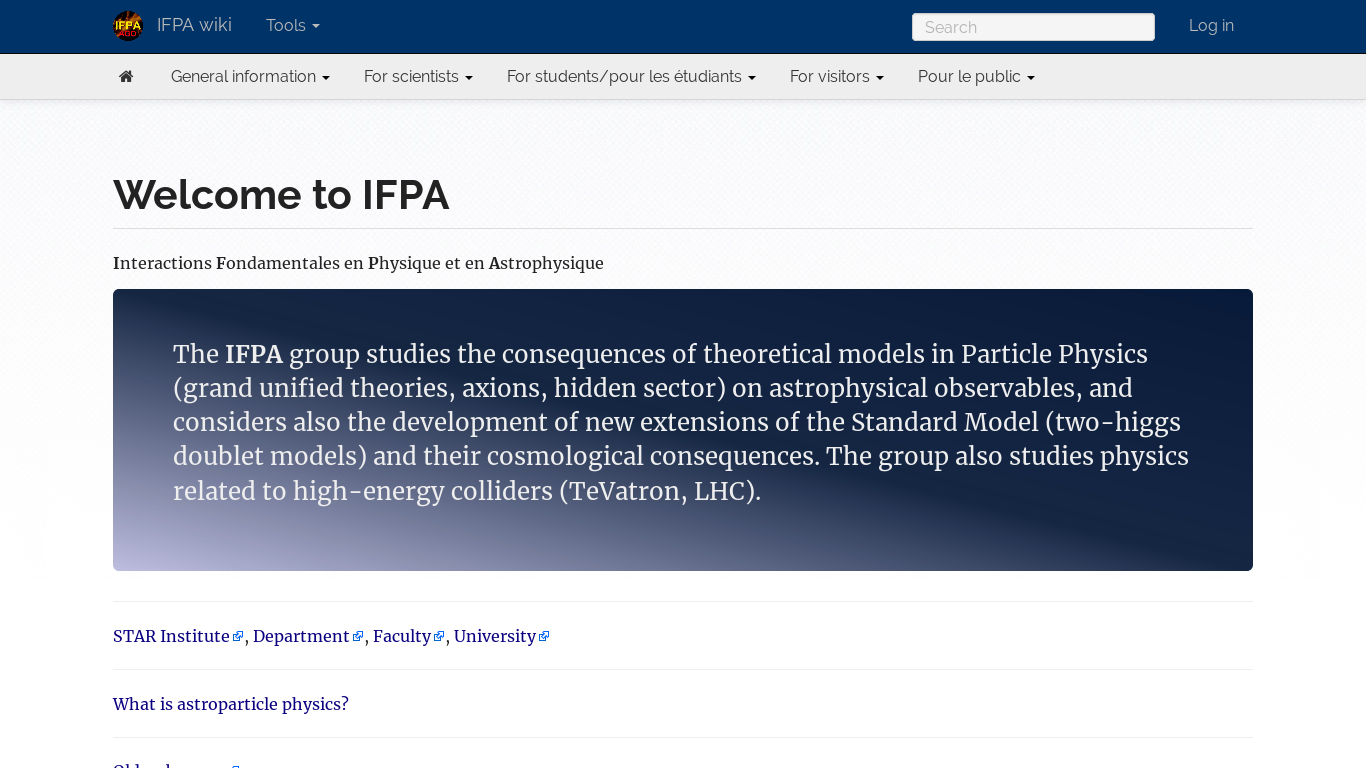 IFPA
IFPA wiki
Tools
Search
Log in
General information
For scientists
For students/pour les étudiants
For visitors
Pour le public
Welcome to IFPA
Interactions Fondamentales en Physique et en Astrophysique
The IFPA group studies the consequences of theoretical models in Particle Physics
(grand unified theories, axions, hidden sector) on astrophysical observables, and
considers also the development of new extensions of the Standard Model (two-higgs
doublet models) and their cosmological consequences. The group also studies physics
related to high-energy colliders (TeVatron, LHC).
STAR Institute, Department, Faculty, University
What is astroparticle physics?